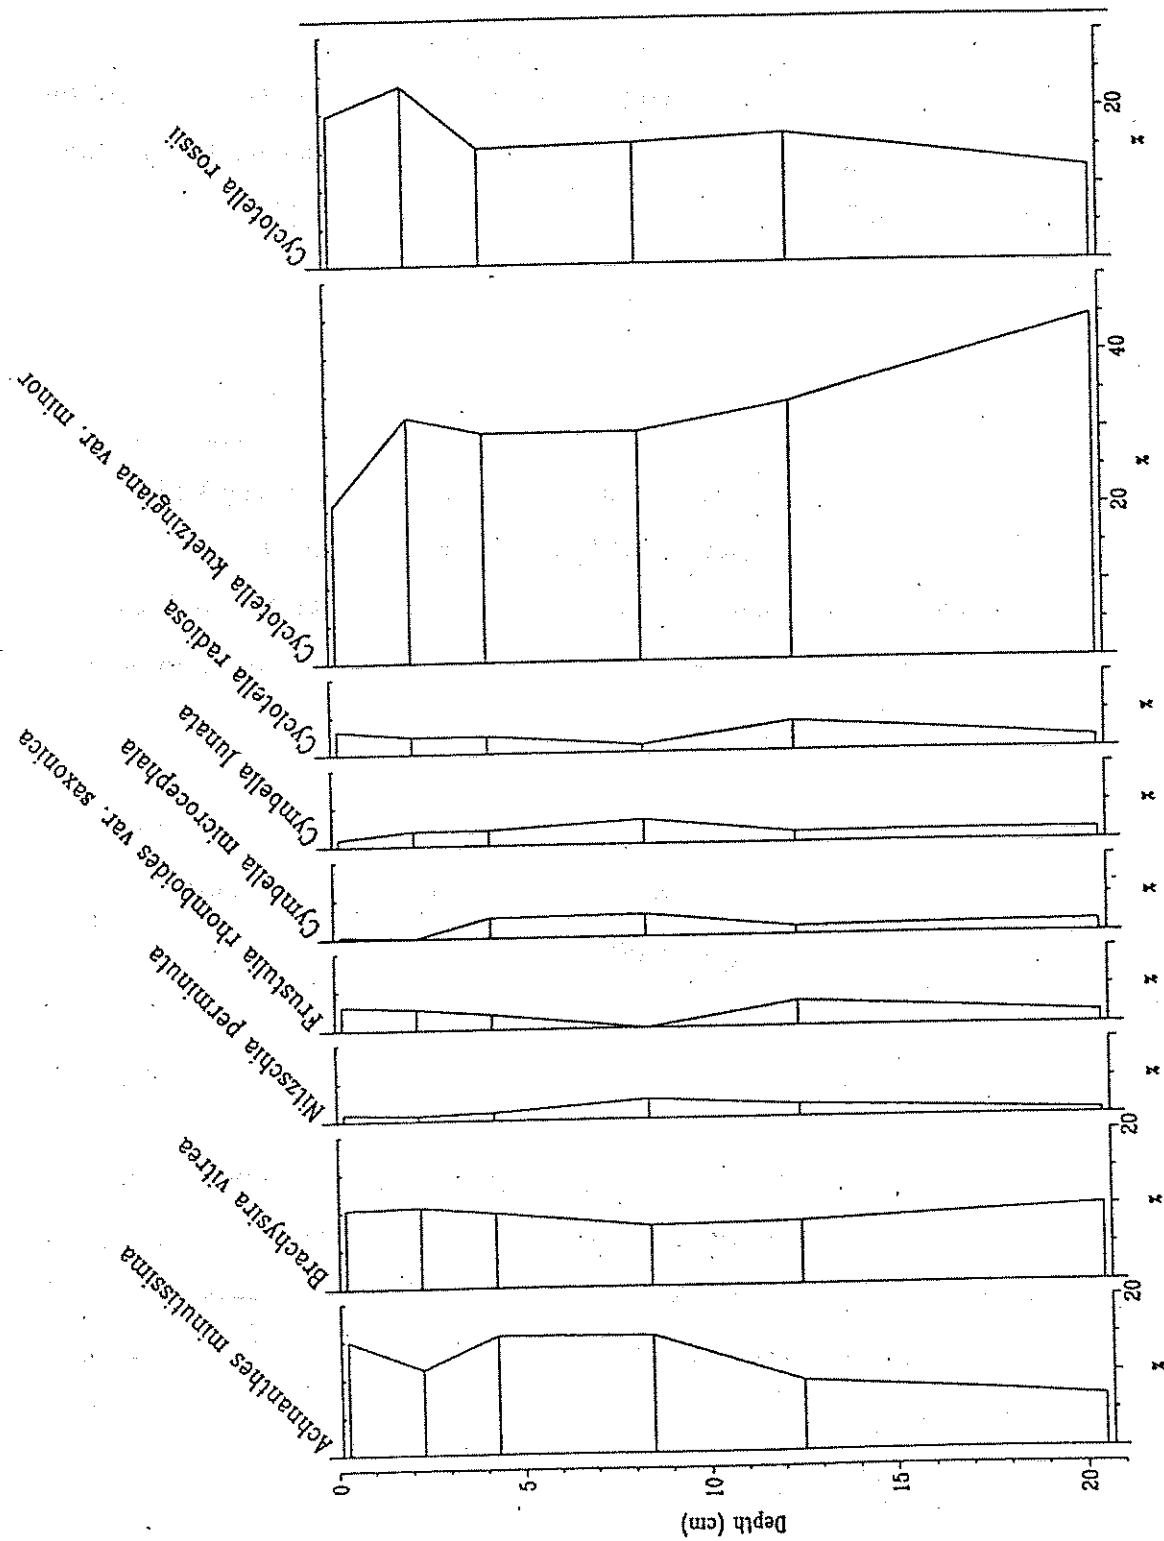 Achnanthes minutissima
Brachysira vitrea
Nitzschia perminuta
Frustulia rhomboides var. saxonica
Cymbella microcephala
Cymbella lunata
Cyclotella radiosa
Cyclotella kuetzingiana var. minor
Cyclotella rossii
0
5
10
15
20
Depth (cm)
20
%
20
%
%
%
%
%
%
20
40
%
20
%